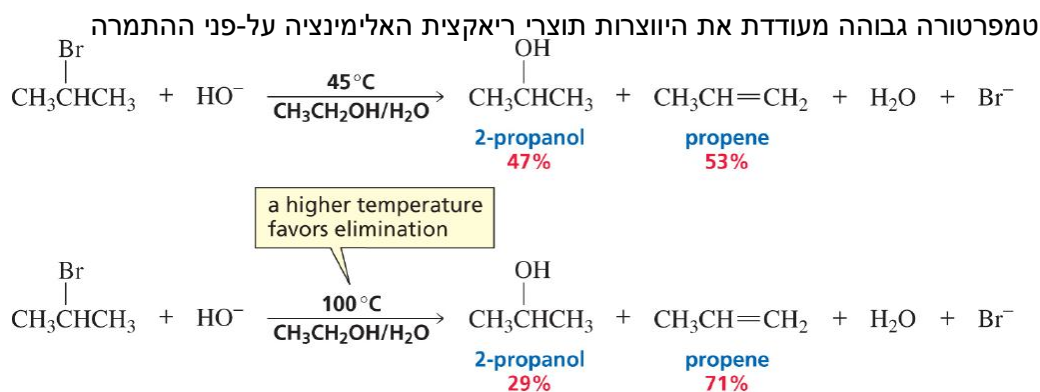 טמפרטורה גבוהה מעודדת את היווצרות תוצרי ריאקצית האלימינציה על-פני ההתמרה
Br
OH
CH₃CHCH₃ + HO⁻ 45°C CH₃CHCH₃ + CH₃CH=CH₂ + H₂O + Br⁻
CH₃CH₂OH/H₂O
2-propanol propene
47% 53%
a higher temperature
favors elimination
Br
OH
CH₃CHCH₃ + HO⁻ 100°C CH₃CHCH₃ + CH₃CH=CH₂ + H₂O + Br⁻
CH₃CH₂OH/H₂O
2-propanol propene
29% 71%